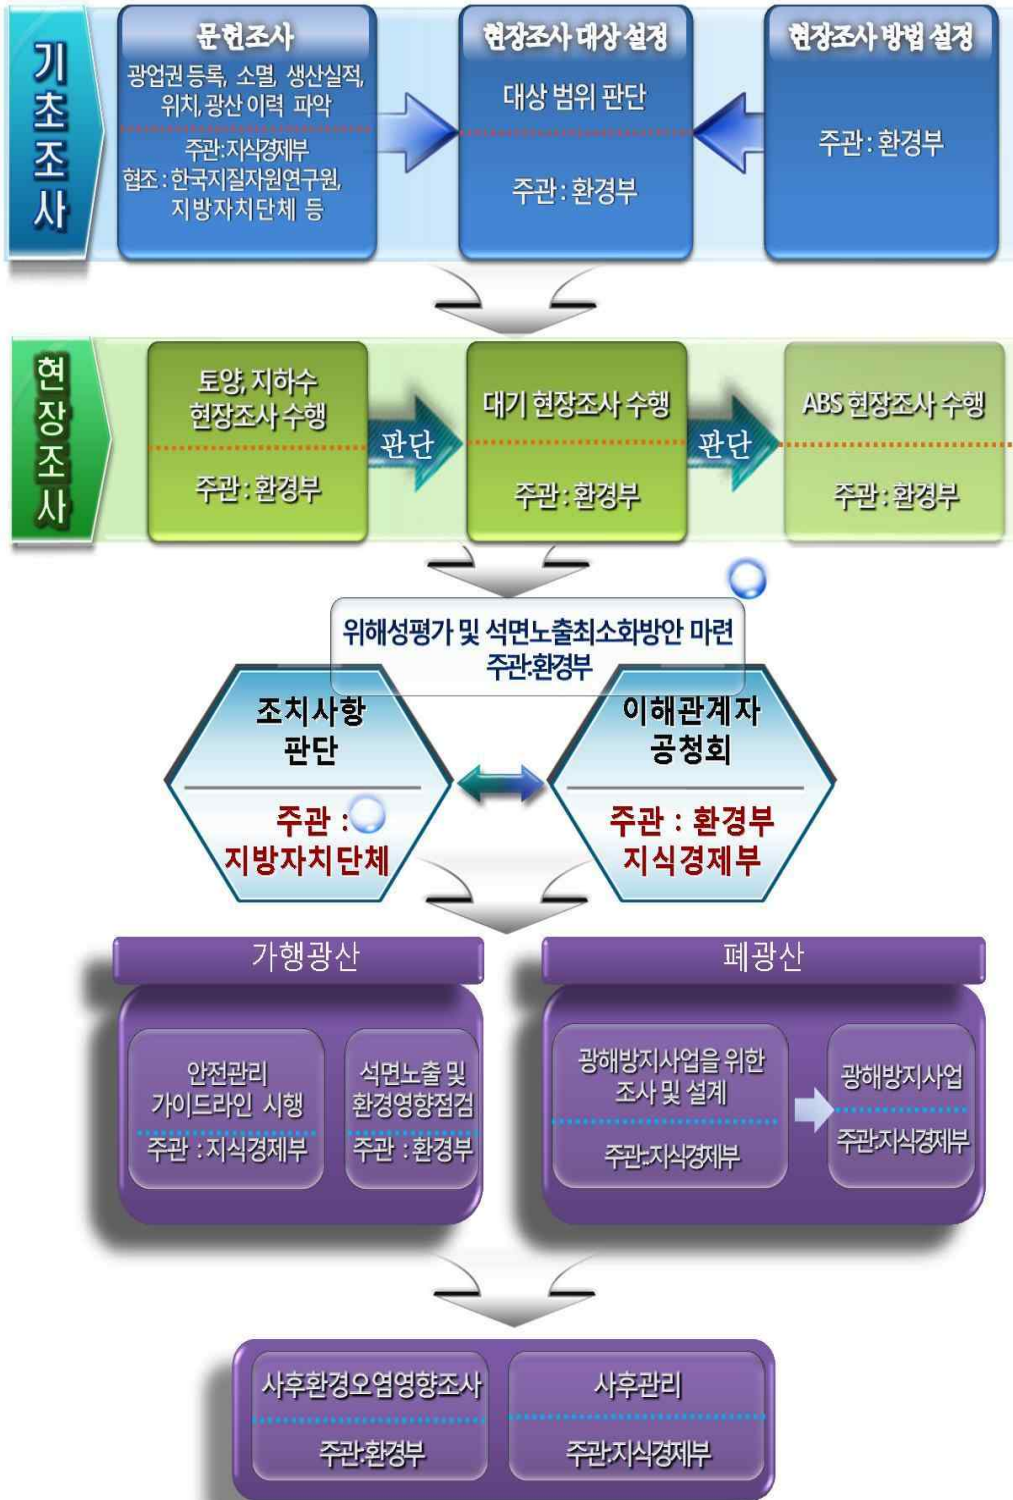 기초조사
문헌조사
광업권 등록, 소멸, 생산실적,
위치, 광산 이력 파악
주관:지식경제부
협조 : 한국지질자원연구원,
지방자치단체 등
현장조사 대상 설정
대상 범위 판단
주관 : 환경부
현장조사 방법 설정
주관 : 환경부
현장조사
토양, 지하수
현장조사 수행
주관 : 환경부
판단
대기 현장조사 수행
주관 : 환경부
판단
ABS 현장조사 수행
주관 : 환경부
위해성평가 및 석면노출최소화방안 마련
주관:환경부
조치사항
판단
주관 :
지방자치단체
이해관계자
공청회
주관 : 환경부
지식경제부
가행광산
안전관리
가이드라인 시행
주관 : 지식경제부
석면노출 및
환경영향점검
주관 : 환경부
폐광산
광해방지사업을 위한
조사 및 설계
주관:지식경제부
광해방지사업
주관:지식경제부
사후환경오염영향조사
주관:환경부
사후관리
주관:지식경제부